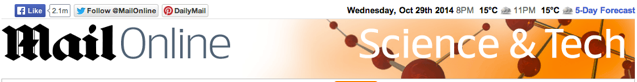 Like 2.1m Follow @MailOnline DailyMail Wednesday, Oct 29th 2014 8PM 15°C 11PM 15°C 5-Day Forecast
Mail Online Science & Tech